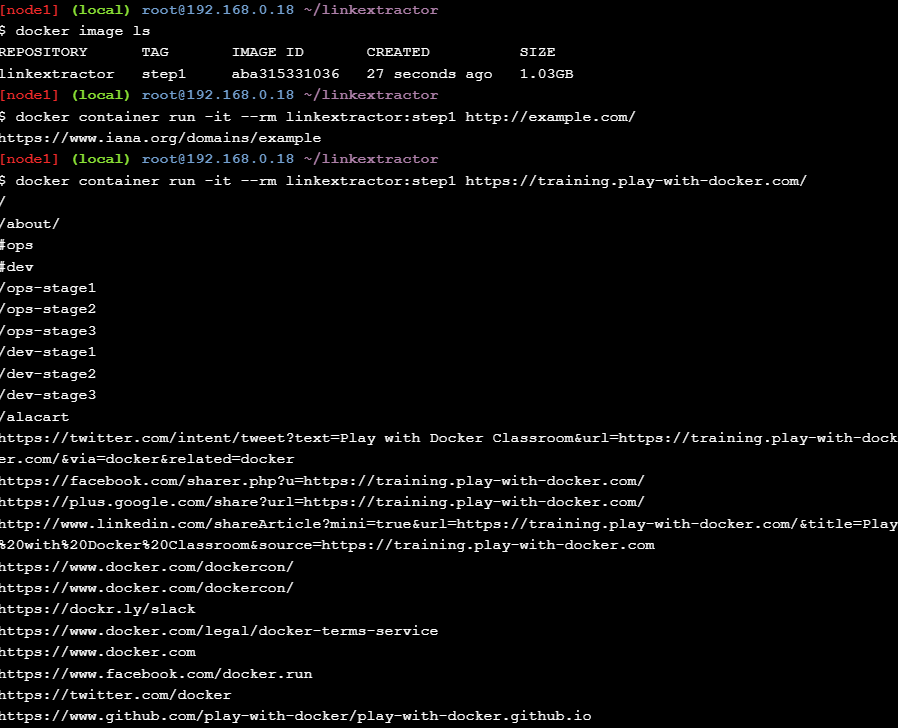 [node1] (local) root@192.168.0.18 ~/linkextractor
$ docker image ls
REPOSITORY      TAG       IMAGE ID       CREATED          SIZE
linkextractor   step1     aba315331036   27 seconds ago   1.03GB
[node1] (local) root@192.168.0.18 ~/linkextractor
$ docker container run -it --rm linkextractor:step1 http://example.com/
https://www.iana.org/domains/example
[node1] (local) root@192.168.0.18 ~/linkextractor
$ docker container run -it --rm linkextractor:step1 https://training.play-with-docker.com/
/
/about/
#ops
#dev
/ops-stage1
/ops-stage2
/ops-stage3
/dev-stage1
/dev-stage2
/dev-stage3
/alacart
https://twitter.com/intent/tweet?text=Play with Docker Classroom&url=https://training.play-with-dock
er.com/&via=docker&related=docker
https://facebook.com/sharer.php?u=https://training.play-with-docker.com/
https://plus.google.com/share?url=https://training.play-with-docker.com/
http://www.linkedin.com/shareArticle?mini=true&url=https://training.play-with-docker.com/&title=Play
%20with%20Docker%20Classroom&source=https://training.play-with-docker.com
https://www.docker.com/dockercon/
https://www.docker.com/dockercon/
https://dockr.ly/slack
https://www.docker.com/legal/docker-terms-service
https://www.docker.com
https://www.facebook.com/docker.run
https://twitter.com/docker
https://www.github.com/play-with-docker/play-with-docker.github.io